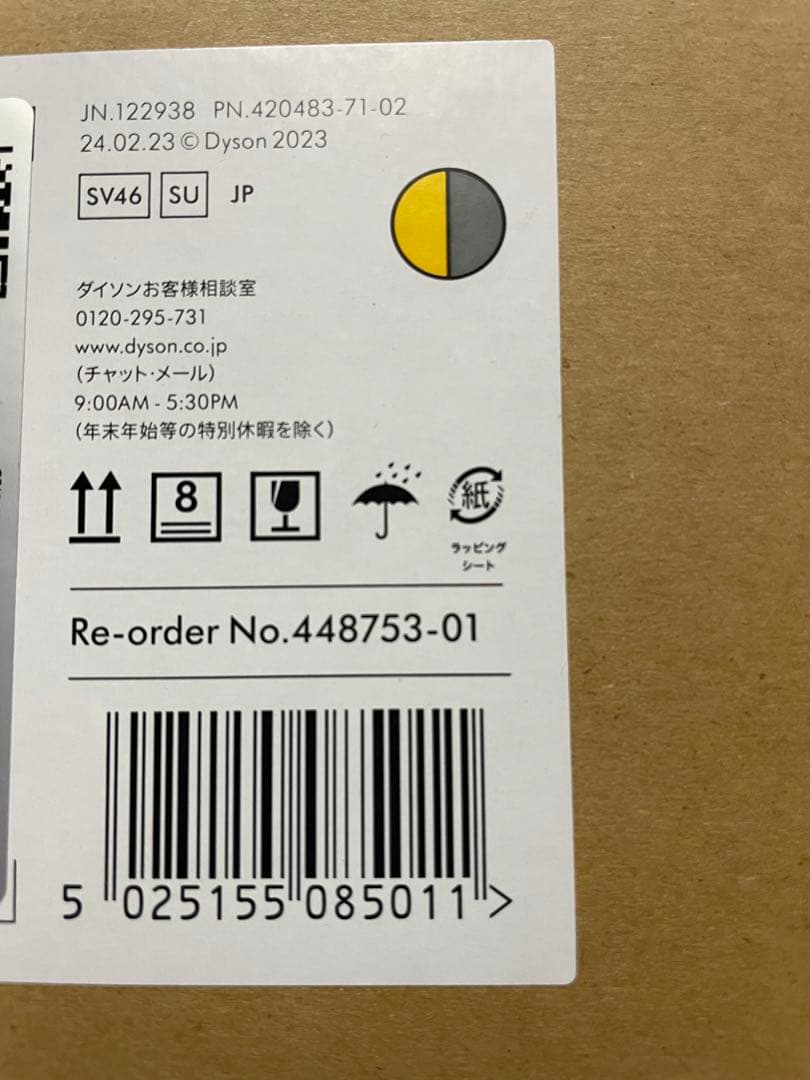 JN.122938 PN.420483-71-02
24.02.23 © Dyson 2023
SV46 SU JP
ダイソンお客様相談室
0120-295-731
www.dyson.co.jp
(チャット・メール)
9:00AM - 5:30PM
(年末年始等の特別休暇を除く)
8
紙
ラッピング
シート
Re-order No.448753-01
5 025155 085011 >